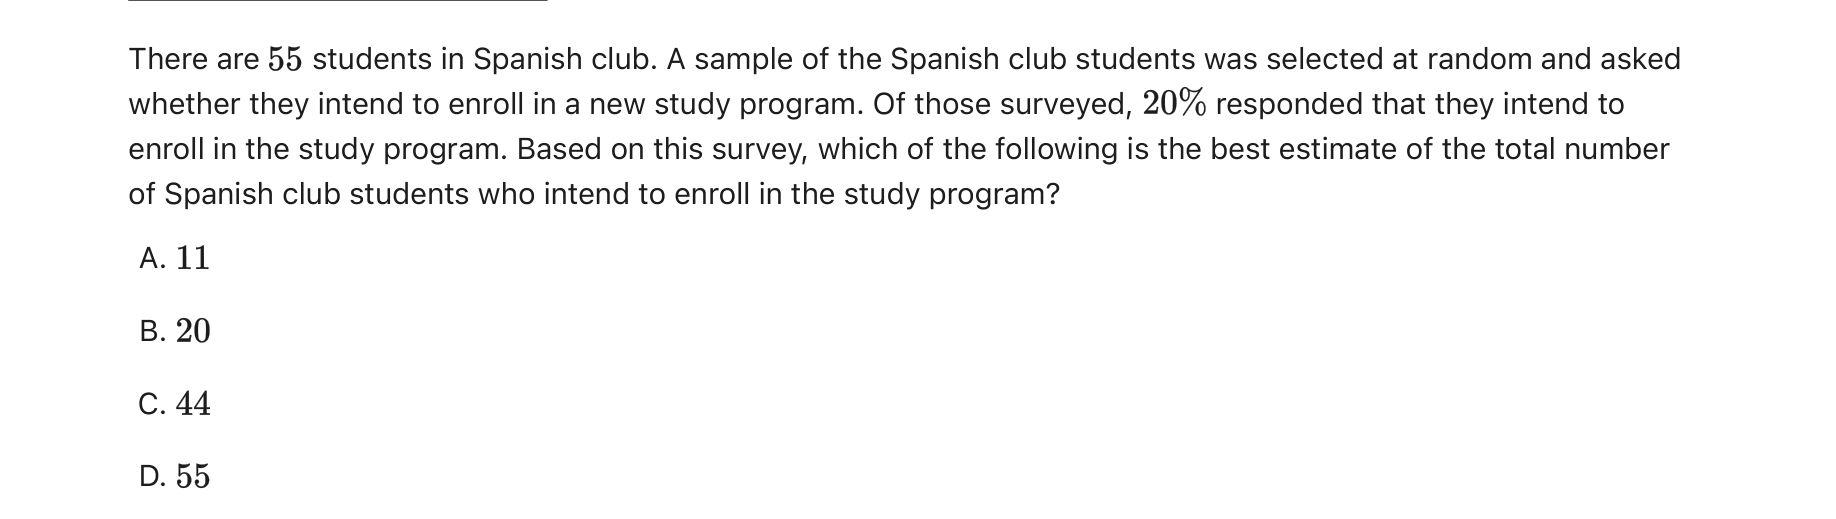 There are 55 students in Spanish club. A sample of the Spanish club students was selected at random and asked
whether they intend to enroll in a new study program. Of those surveyed, 20% responded that they intend to
enroll in the study program. Based on this survey, which of the following is the best estimate of the total number
of Spanish club students who intend to enroll in the study program?
A. 11
B. 20
C. 44
D. 55